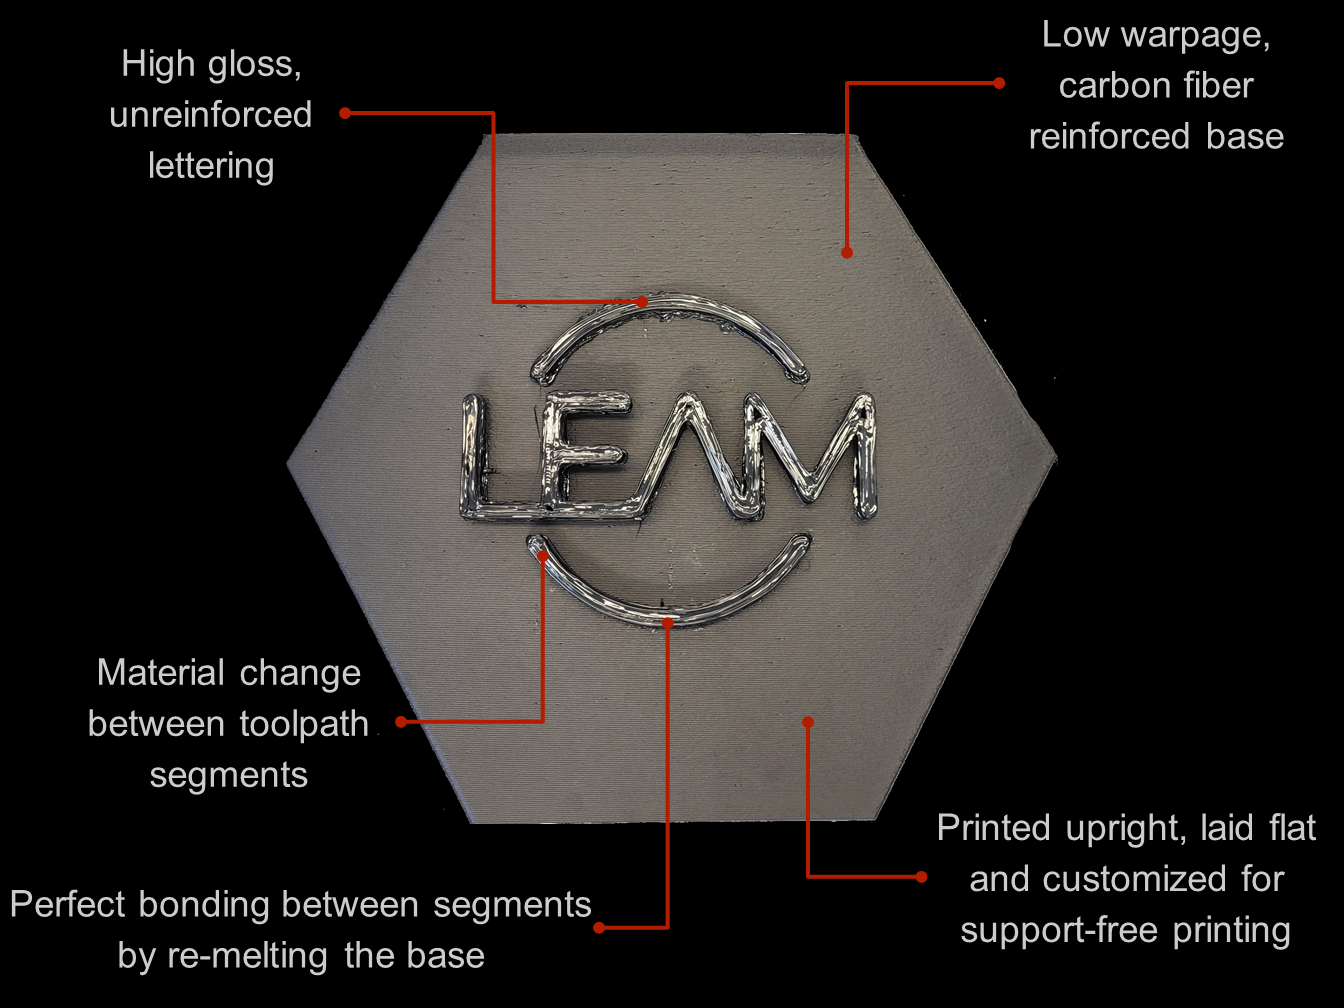 High gloss,
unreinforced
lettering
Low warpage,
carbon fiber
reinforced base
LEAM
Material change
between toolpath
segments
Perfect bonding between segments
by re-melting the base
Printed upright, laid flat
and customized for
support-free printing